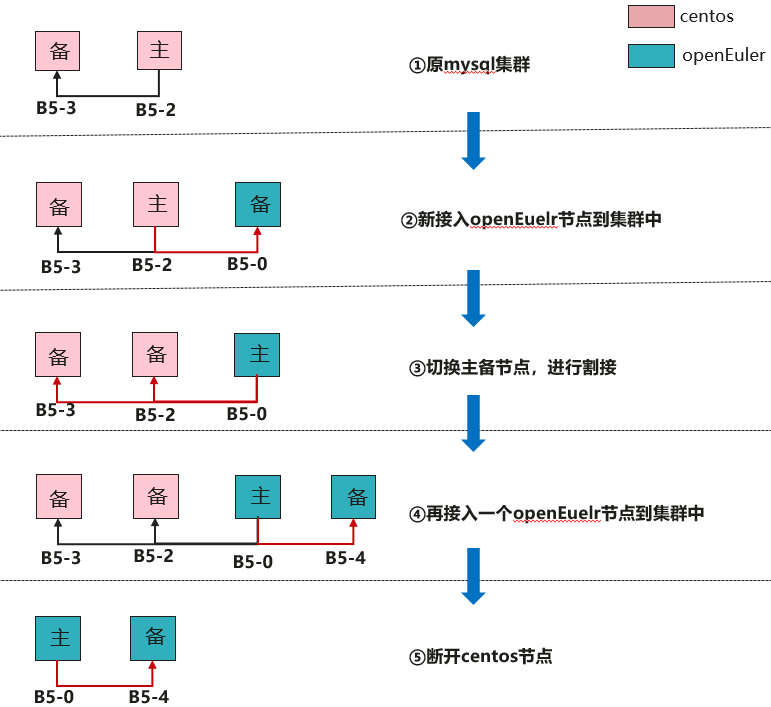 centos
openEuler
备 主
①原mysql集群
B5-3 B5-2
备 主 备
②新接入openEuelr节点到集群中
B5-3 B5-2 B5-0
备 备 主
③切换主备节点，进行割接
B5-3 B5-2 B5-0
备 备 主 备
④再接入一个openEuelr节点到集群中
B5-3 B5-2 B5-0 B5-4
主 备
⑤断开centos节点
B5-0 B5-4